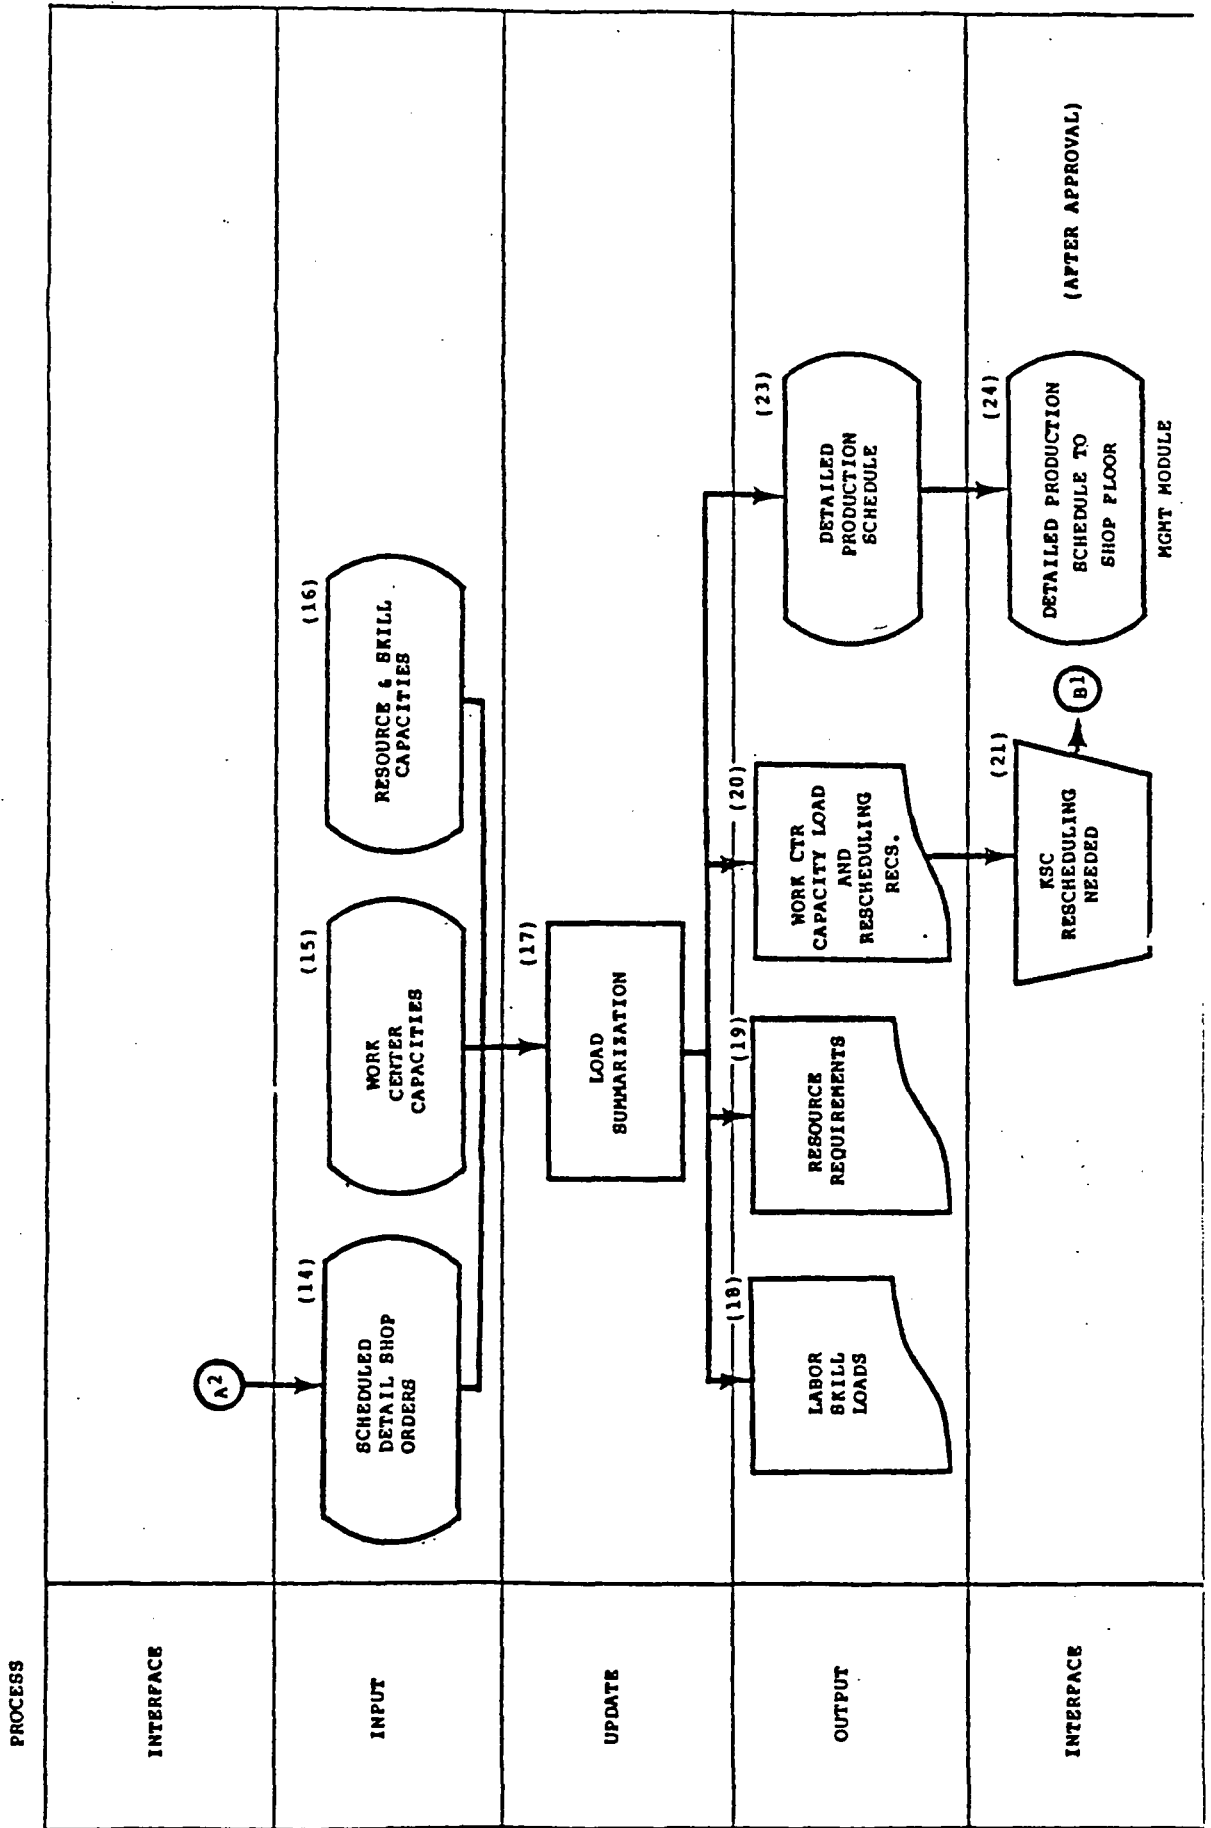 PROCESS
INTERFACE
A2
INPUT
(14)
SCHEDULED
DETAIL SHOP
ORDERS
(15)
WORK
CENTER
CAPACITIES
(16)
RESOURCE & SKILL
CAPACITIES
UPDATE
(17)
LOAD
SUMMARIZATION
OUTPUT
(18)
LABOR
SKILL
LOADS
(19)
RESOURCE
REQUIREMENTS
(20)
WORK CTR
CAPACITY LOAD
AND
RESCHEDULING
RECS.
(23)
DETAILED
PRODUCTION
SCHEDULE
INTERFACE
(21)
KSC
RESCHEDULING
NEEDED
B1
(24)
DETAILED PRODUCTION
SCHEDULE TO
SHOP FLOOR
MGMT MODULE
(AFTER APPROVAL)